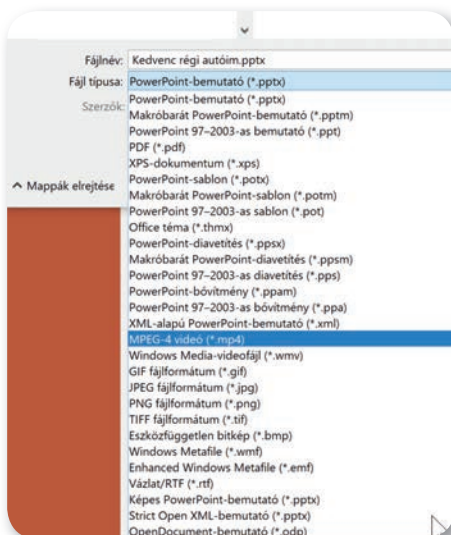 Fájlnév: Kedvenc régi autóim.pptx
Fájl típusa: PowerPoint-bemutató (*.pptx)
Szerzők:
PowerPoint-bemutató (*.pptx)
Makróbarát PowerPoint-bemutató (*.pptm)
PowerPoint 97–2003-as bemutató (*.ppt)
PDF (*.pdf)
XPS-dokumentum (*.xps)
PowerPoint-sablon (*.potx)
Mappák elrejtése
Makróbarát PowerPoint-sablon (*.potm)
PowerPoint 97–2003-as sablon (*.pot)
Office téma (*.thmx)
PowerPoint-diavetítés (*.ppsx)
Makróbarát PowerPoint-diavetítés (*.ppsm)
PowerPoint 97–2003-as diavetítés (*.pps)
PowerPoint-bővítmény (*.ppam)
PowerPoint 97–2003-as bővítmény (*.ppa)
XML-alapú PowerPoint-bemutató (*.xml)
MPEG-4 videó (*.mp4)
Windows Media-videofájl (*.wmv)
GIF fájlformátum (*.gif)
JPEG fájlformátum (*.jpg)
PNG fájlformátum (*.png)
TIFF fájlformátum (*.tif)
Eszközfüggetlen bitkép (*.bmp)
Windows Metafile (*.wmf)
Enhanced Windows Metafile (*.emf)
Vázlat/RTF (*.rtf)
Képes PowerPoint-bemutató (*.pptx)
Strict Open XML-bemutató (*.pptx)
OpenDocument-bemutató (*.odp)